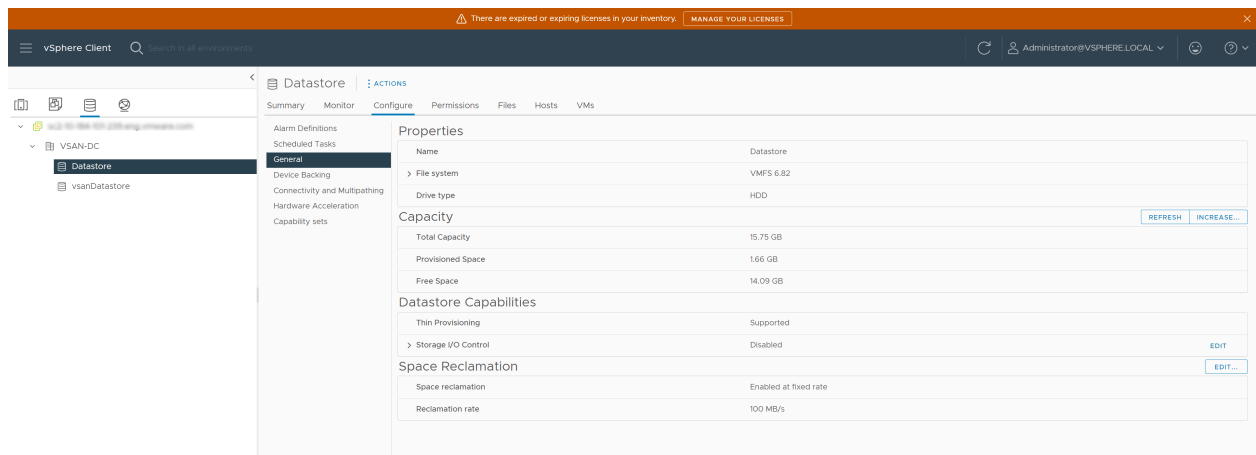 There are expired or expiring licenses in your inventory. MANAGE YOUR LICENSES
vSphere Client Search in all environments Administrator@VSPHERE.LOCAL
Datastore ACTIONS
Summary Monitor Configure Permissions Files Hosts VMs
VSAN-DC
Datastore
vsanDatastore
Alarm Definitions
Scheduled Tasks
General
Device Backing
Connectivity and Multipathing
Hardware Acceleration
Capability sets
Properties
Name Datastore
File system VMFS 6.82
Drive type HDD
Capacity REFRESH INCREASE...
Total Capacity 15.75 GB
Provisioned Space 1.66 GB
Free Space 14.09 GB
Datastore Capabilities
Thin Provisioning Supported
Storage I/O Control Disabled EDIT
Space Reclamation EDIT...
Space reclamation Enabled at fixed rate
Reclamation rate 100 MB/s